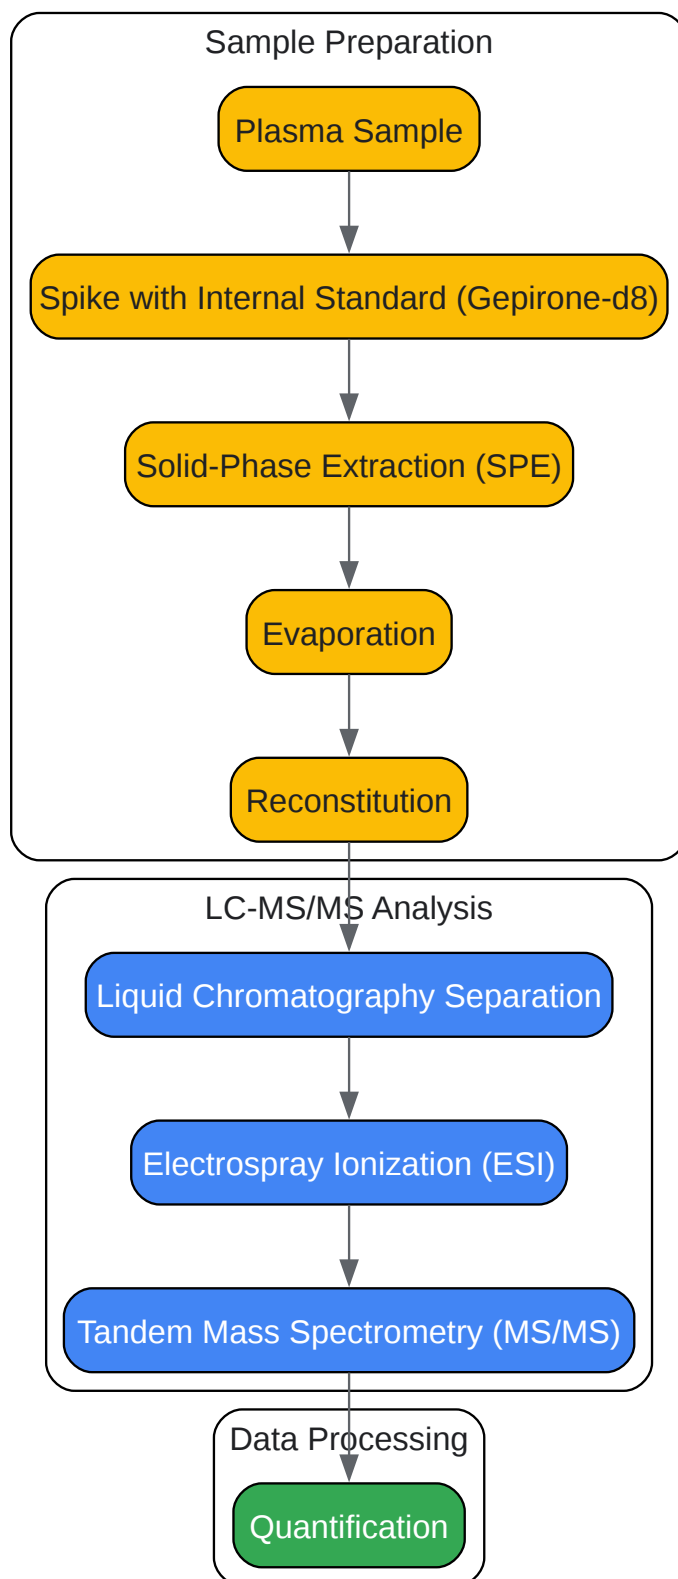 Sample Preparation
Plasma Sample
Spike with Internal Standard (Gepirone-d8)
Solid-Phase Extraction (SPE)
Evaporation
Reconstitution
LC-MS/MS Analysis
Liquid Chromatography Separation
Electrospray Ionization (ESI)
Tandem Mass Spectrometry (MS/MS)
Data Processing
Quantification